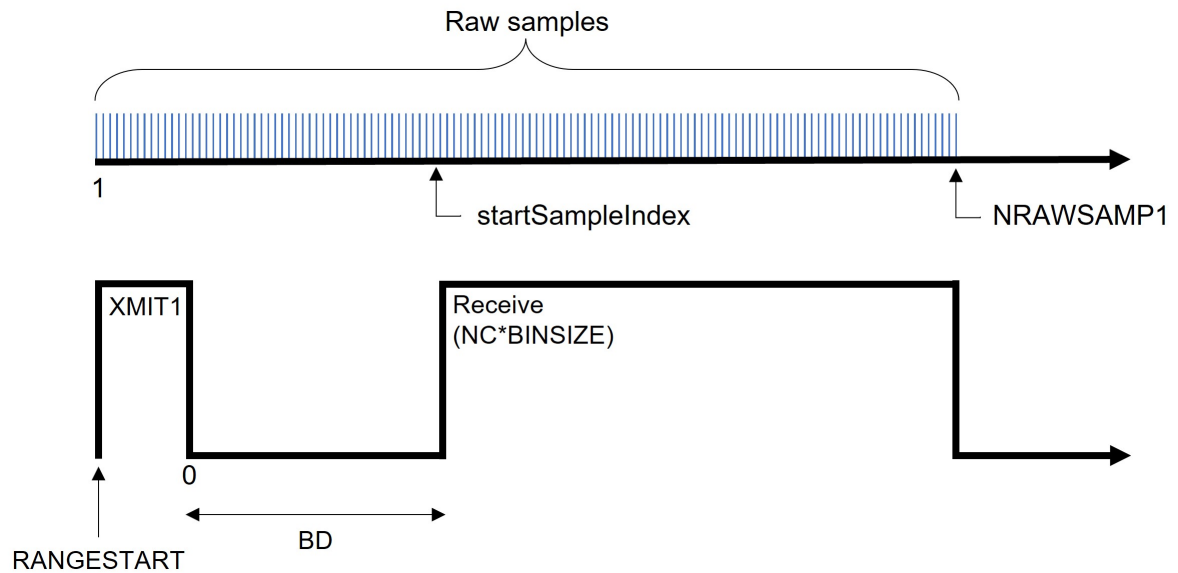 Raw samples
1
startSampleIndex
NRAWSAMP1
XMIT1
Receive
(NC*BINSIZE)
0
BD
RANGESTART